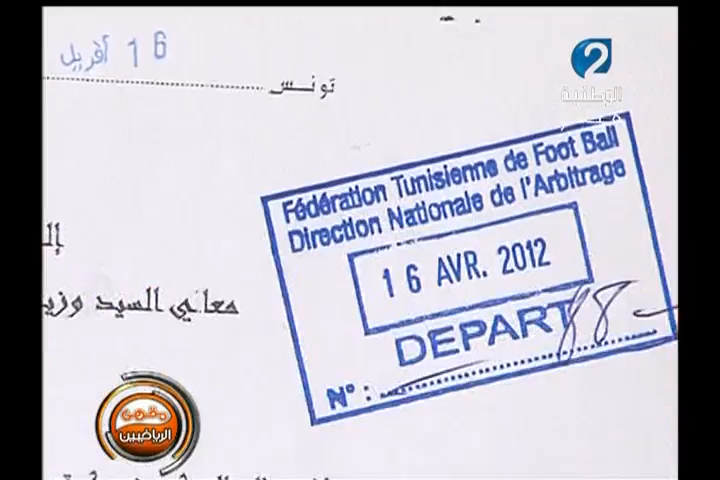 16 أفريل
تونس
2
الوطنية
Fédération Tunisienne de Foot Ball
Direction Nationale de l'Arbitrage
16 AVR. 2012
DEPART
N° : 88
معالي السيد
الرياضيين